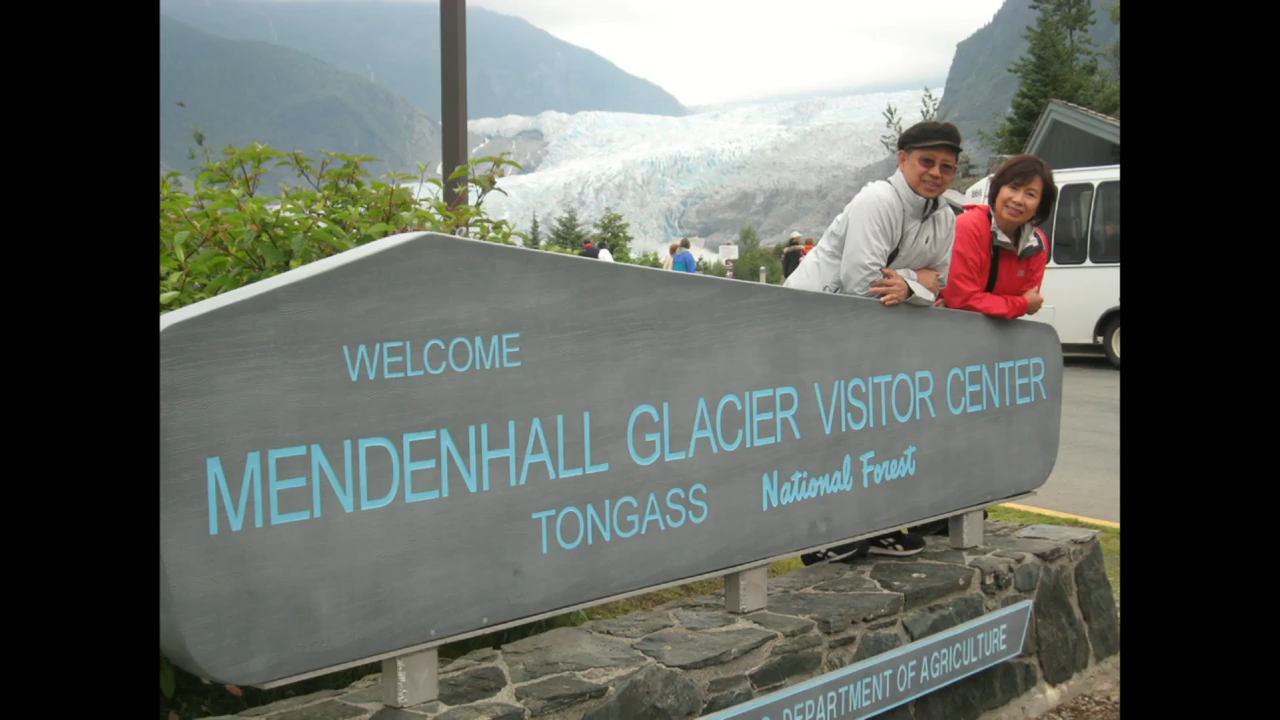 WELCOME
MENDENHALL GLACIER VISITOR CENTER
TONGASS National Forest
DEPARTMENT OF AGRICULTURE